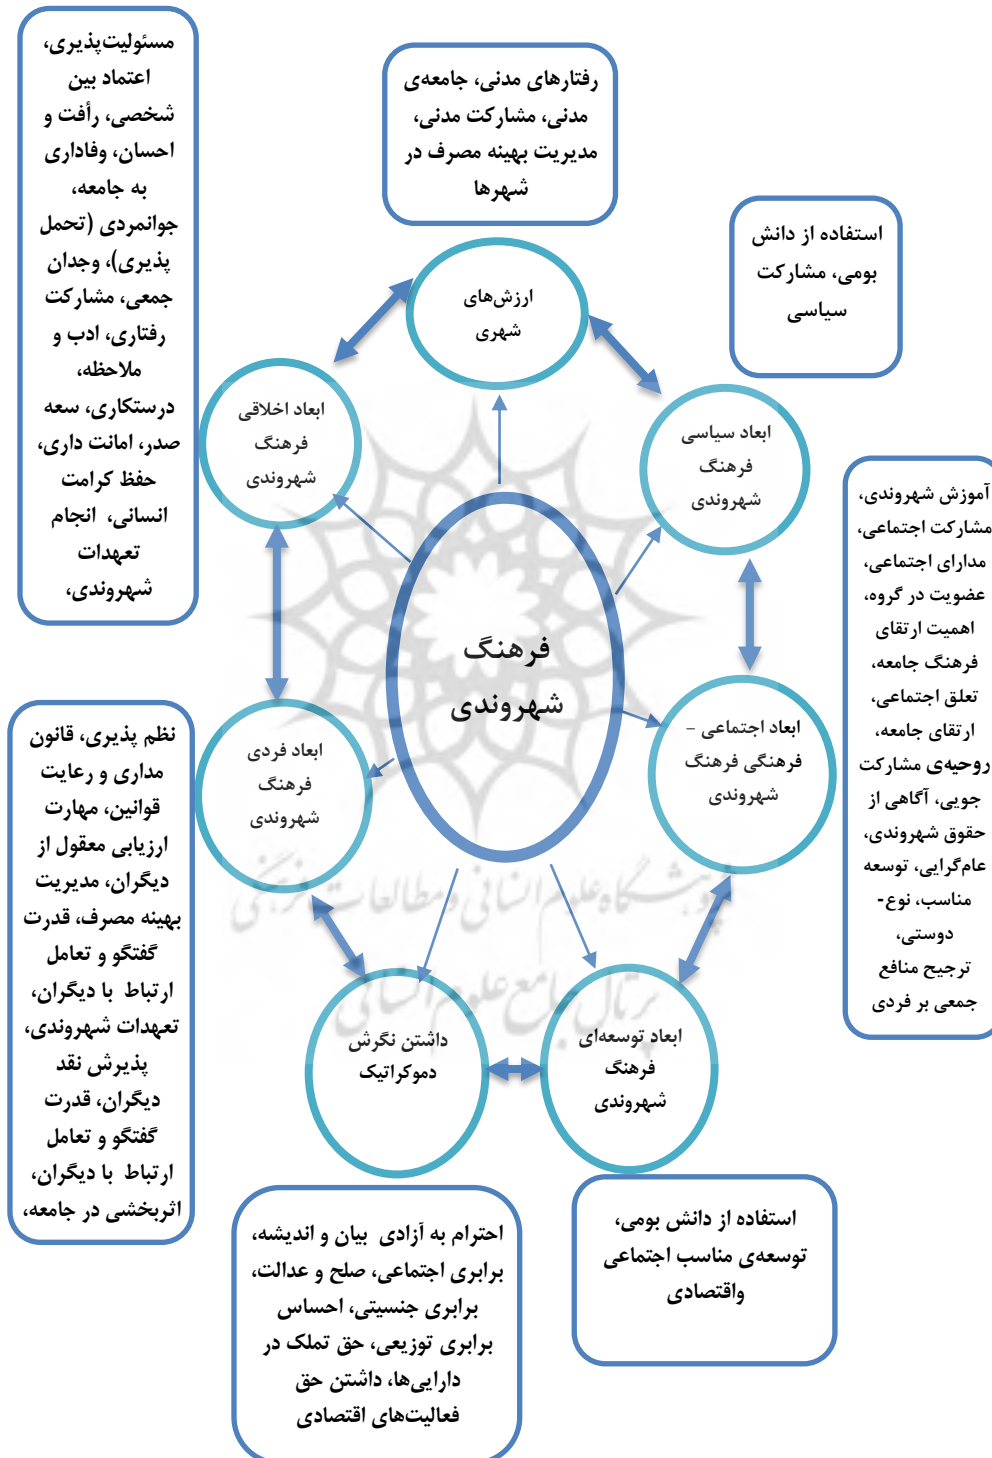 مسئولیت‌پذیری،
اعتماد بین
شخصی، رأفت و
احسان، وفاداری
به جامعه،
جوانمردی (تحمل
پذیری)، وجدان
جمعی، مشارکت
رفتاری، ادب و
ملاحظه،
درستکاری، سعه
صدر، امانت داری،
حفظ کرامت
انسانی، انجام
تعهدات
شهروندی،
رفتارهای مدنی، جامعه‌ی
مدنی، مشارکت مدنی،
مدیریت بهینه مصرف در
شهرها
استفاده از دانش
بومی، مشارکت
سیاسی
ارزش‌های
شهری
ابعاد اخلاقی
فرهنگ
شهروندی
ابعاد سیاسی
فرهنگ
شهروندی
آموزش شهروندی،
مشارکت اجتماعی،
مدارای اجتماعی،
عضویت در گروه،
اهمیت ارتقای
فرهنگ جامعه،
تعلق اجتماعی،
ارتقای جامعه،
روحیه‌ی مشارکت
جویی، آگاهی از
حقوق شهروندی،
عام‌گرایی، توسعه
مناسب، نوع-
دوستی،
ترجیح منافع
جمعی بر فردی
فرهنگ
شهروندی
ابعاد اجتماعی –
فرهنگی فرهنگ
شهروندی
ابعاد فردی
فرهنگ
شهروندی
نظم پذیری، قانون
مداری و رعایت
قوانین، مهارت
ارزیابی معقول از
دیگران، مدیریت
بهینه مصرف، قدرت
گفتگو و تعامل
ارتباط با دیگران،
تعهدات شهروندی،
پذیرش نقد
دیگران، قدرت
گفتگو و تعامل
ارتباط با دیگران،
اثربخشی در جامعه،
پژوهشگاه علوم انسانی و مطالعات فرهنگی
پرتال جامع علوم انسانی
داشتن نگرش
دموکراتیک
ابعاد توسعه‌ای
فرهنگ
شهروندی
احترام به آزادی بیان و اندیشه،
برابری اجتماعی، صلح و عدالت،
برابری جنسیتی، احساس
برابری توزیعی، حق تملک در
دارایی‌ها، داشتن حق
فعالیت‌های اقتصادی
استفاده از دانش بومی،
توسعه‌ی مناسب اجتماعی
واقتصادی